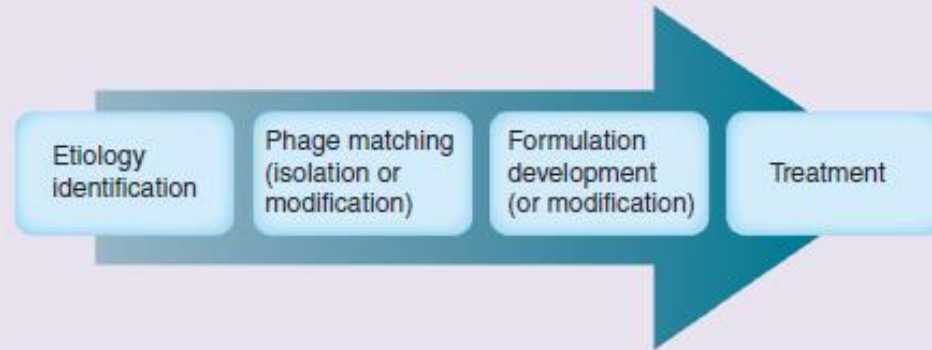 Etiology
identification
Phage matching
(isolation or
modification)
Formulation
development
(or modification)
Treatment